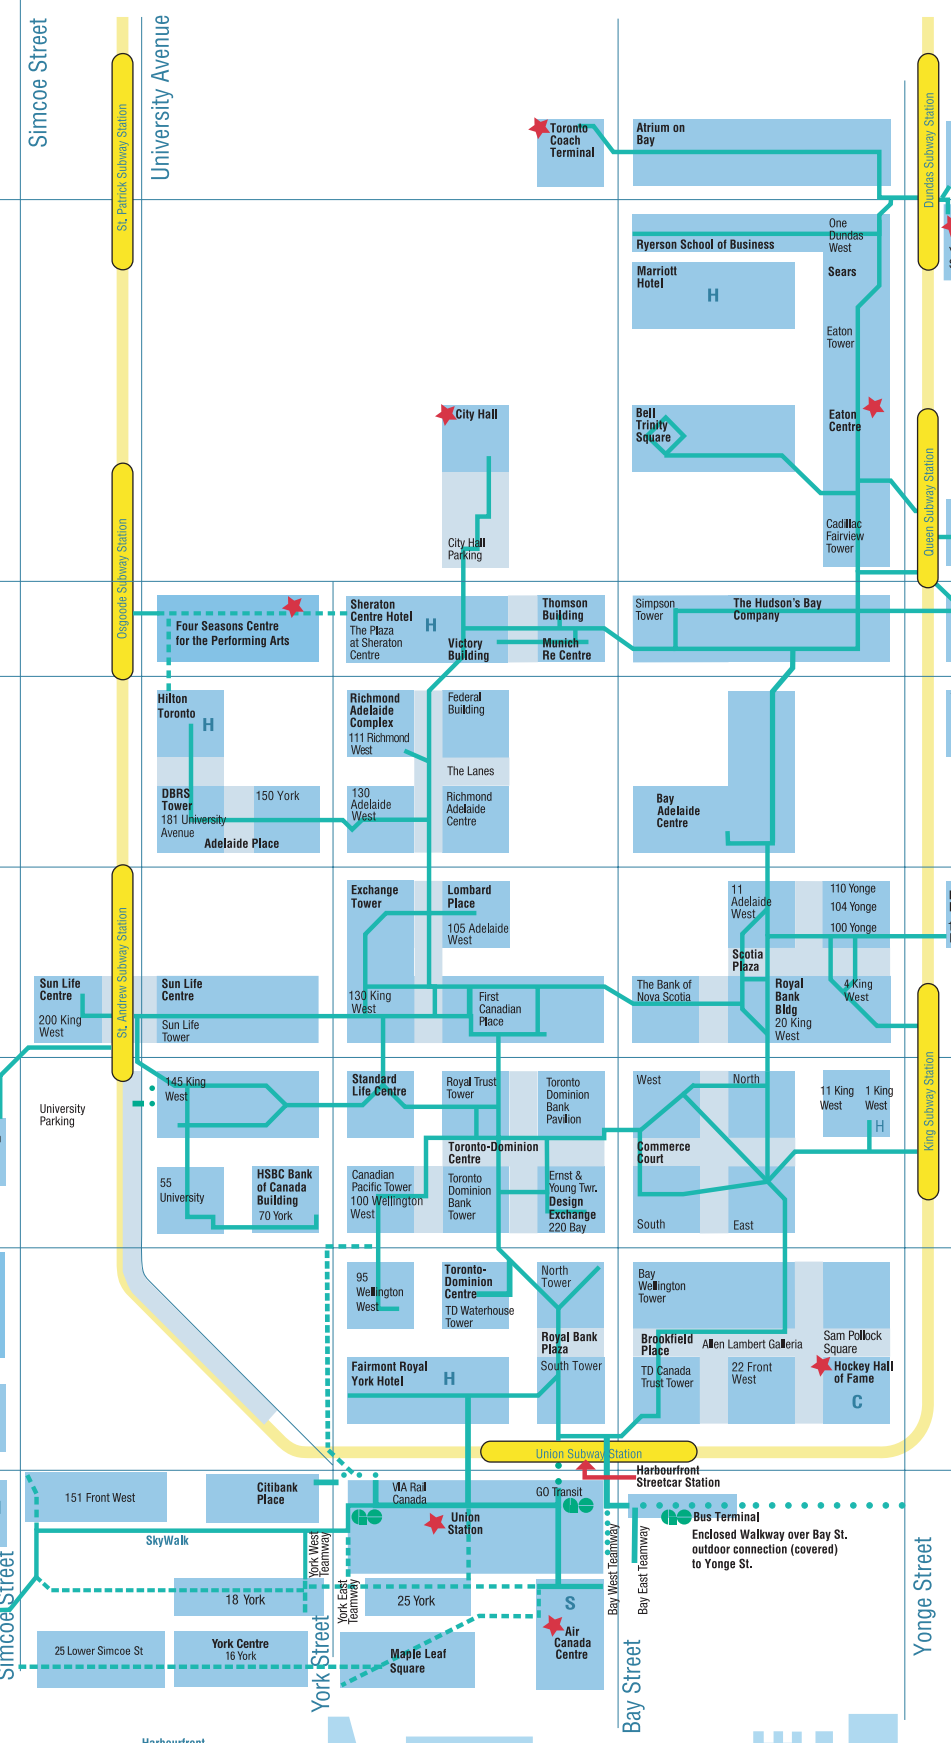 Simcoe Street
University Avenue
St. Patrick Subway Station
Dundas Subway Station
Toronto
Coach
Terminal
Atrium on
Bay
One
Dundas
West
Ryerson School of Business
Marriott
Hotel
H
Sears
Eaton
Tower
City Hall
Bell
Trinity
Square
Eaton
Centre
Queen Subway Station
Osgoode Subway Station
City Hall
Parking
Cadillac
Fairview
Tower
Four Seasons Centre
for the Performing Arts
Sheraton
Centre Hotel
The Plaza
at Sheraton
Centre
H
Victory
Building
Thomson
Building
Munich
Re Centre
Simpson
Tower
The Hudson's Bay
Company
Hilton
Toronto
H
Richmond
Adelaide
Complex
111 Richmond
West
Federal
Building
The Lanes
DBRS
Tower
181 University
Avenue
150 York
Adelaide Place
130
Adelaide
West
Richmond
Adelaide
Centre
Bay
Adelaide
Centre
St. Andrew Subway Station
Exchange
Tower
Lombard
Place
105 Adelaide
West
11
Adelaide
West
110 Yonge
104 Yonge
100 Yonge
Scotia
Plaza
Sun Life
Centre
200 King
West
Sun Life
Centre
Sun Life
Tower
130 King
West
First
Canadian
Place
The Bank of
Nova Scotia
Royal
Bank
Bldg
20 King
West
4 King
West
King Subway Station
University
Parking
145 King
West
Standard
Life Centre
Royal Trust
Tower
Toronto
Dominion
Bank
Pavilion
West
North
11 King
West
1 King
West
H
Toronto-Dominion
Centre
Commerce
Court
55
University
HSBC Bank
of Canada
Building
70 York
Canadian
Pacific Tower
100 Wellington
West
Toronto
Dominion
Bank
Tower
Ernst &
Young Twr.
Design
Exchange
220 Bay
South
East
95
Wellington
West
Toronto-
Dominion
Centre
TD Waterhouse
Tower
North
Tower
Royal Bank
Plaza
South Tower
Bay
Wellington
Tower
Brookfield
Place
Allen Lambert Galleria
Sam Pollock
Square
Fairmont Royal
York Hotel
H
TD Canada
Trust Tower
22 Front
West
Hockey Hall
of Fame
C
Union Subway Station
Harbourfront
Streetcar Station
151 Front West
Citibank
Place
VIA Rail
Canada
GO Transit
Union
Station
Bus Terminal
Enclosed Walkway over Bay St.
outdoor connection (covered)
to Yonge St.
SkyWalk
York West
Teamway
York East
Teamway
Bay West Teamway
Bay East Teamway
18 York
25 York
S
Air
Canada
Centre
25 Lower Simcoe St
York Centre
16 York
Maple Leaf
Square
Simcoe Street
York Street
Bay Street
Yonge Street
Harbourfront